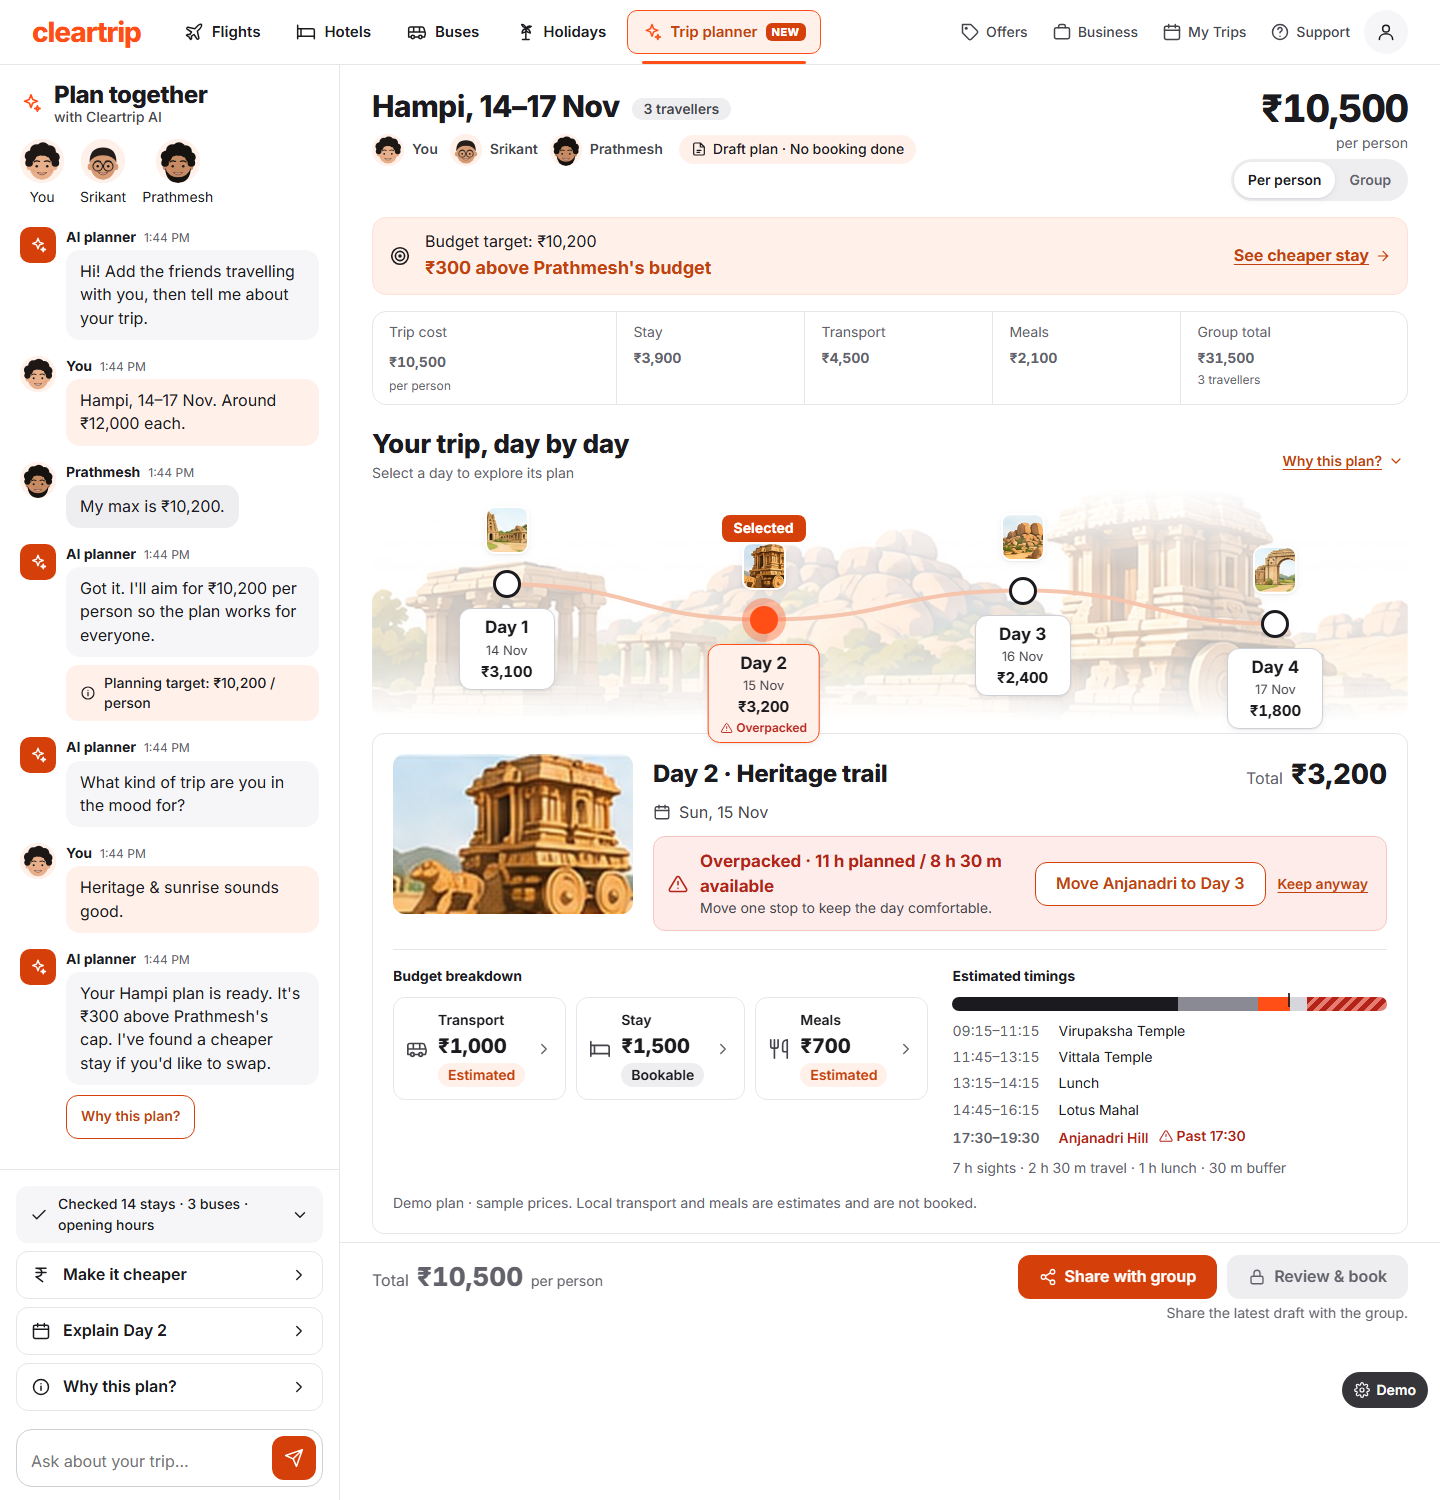 cleartrip
Flights
Hotels
Buses
Holidays
Trip planner NEW
Offers
Business
My Trips
Support
Plan together
with Cleartrip AI
You
Srikant
Prathmesh
AI planner 1:44 PM
Hi! Add the friends travelling
with you, then tell me about
your trip.
You 1:44 PM
Hampi, 14–17 Nov. Around
₹12,000 each.
Prathmesh 1:44 PM
My max is ₹10,200.
AI planner 1:44 PM
Got it. I'll aim for ₹10,200 per
person so the plan works for
everyone.
Planning target: ₹10,200 /
person
AI planner 1:44 PM
What kind of trip are you in
the mood for?
You 1:44 PM
Heritage & sunrise sounds
good.
AI planner 1:44 PM
Your Hampi plan is ready. It's
₹300 above Prathmesh's
cap. I've found a cheaper
stay if you'd like to swap.
Why this plan?
Checked 14 stays · 3 buses ·
opening hours
Make it cheaper
Explain Day 2
Why this plan?
Ask about your trip...
Hampi, 14–17 Nov
3 travellers
You
Srikant
Prathmesh
Draft plan · No booking done
₹10,500
per person
Per person
Group
Budget target: ₹10,200
₹300 above Prathmesh's budget
See cheaper stay
Trip cost
₹10,500
per person
Stay
₹3,900
Transport
₹4,500
Meals
₹2,100
Group total
₹31,500
3 travellers
Your trip, day by day
Select a day to explore its plan
Why this plan?
Day 1
14 Nov
₹3,100
Selected
Day 2
15 Nov
₹3,200
Overpacked
Day 3
16 Nov
₹2,400
Day 4
17 Nov
₹1,800
Day 2 · Heritage trail
Total ₹3,200
Sun, 15 Nov
Overpacked · 11 h planned / 8 h 30 m
available
Move one stop to keep the day comfortable.
Move Anjanadri to Day 3
Keep anyway
Budget breakdown
Transport
₹1,000
Estimated
Stay
₹1,500
Bookable
Meals
₹700
Estimated
Estimated timings
09:15–11:15 Virupaksha Temple
11:45–13:15 Vittala Temple
13:15–14:15 Lunch
14:45–16:15 Lotus Mahal
17:30–19:30 Anjanadri Hill Past 17:30
7 h sights · 2 h 30 m travel · 1 h lunch · 30 m buffer
Demo plan · sample prices. Local transport and meals are estimates and are not booked.
Total ₹10,500 per person
Share with group
Review & book
Share the latest draft with the group.
Demo